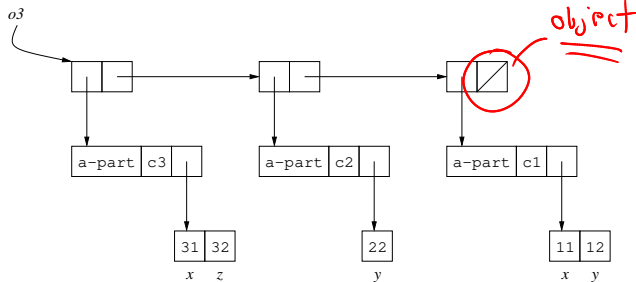 object
o3
a-part c3 a-part c2 a-part c1
31 32 22 11 12
x z y x y